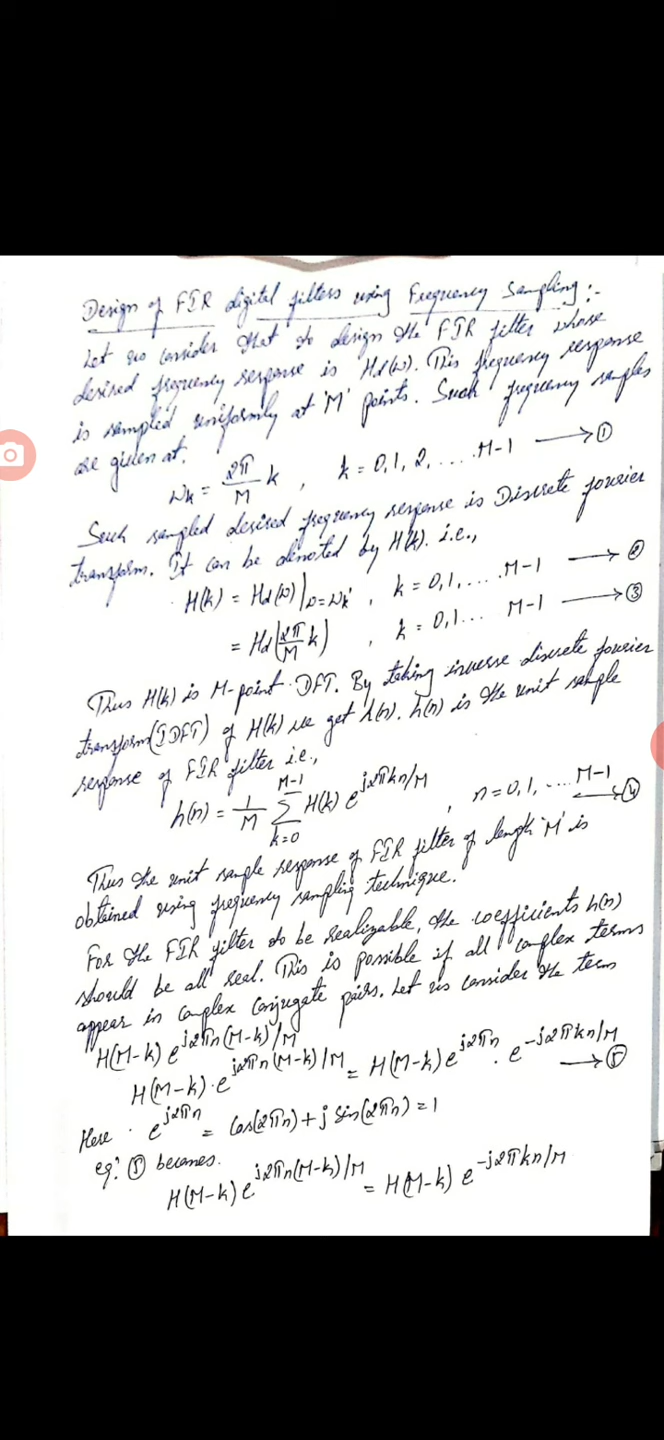 Design of FIR digital filters using Frequency Sampling :-
Let us consider that to design the FIR filter whose
desired frequency response is Hd(ω). This frequency response
is sampled uniformly at 'M' points. Such frequency samples
are given at.
ωk = 2π/M k , k = 0,1,2,.... M-1 ⟶ ①
Such sampled desired frequency response is Discrete fourier
transform. It can be denoted by H(k). i.e.,
H(k) = Hd(ω)|ω=ωk , k = 0,1,.... M-1 ⟶ ②
= Hd(2π/M k) , k = 0,1... M-1 ⟶ ③
Thus H(k) is M-point DFT. By taking inverse discrete fourier
transform(IDFT) of H(k) we get h(n). h(n) is the unit sample
response of FIR filter i.e.,
h(n) = 1/M Σ_{k=0}^{M-1} H(k) e^{j2πkn/M} , n = 0,1,.... M-1 ⟶ ④
Thus the unit sample response of FIR filter of length 'M' is
obtained using frequency sampling technique.
For the FIR filter to be realizable, the coefficients h(n)
should be all real. This is possible if all complex terms
appear in complex conjugate pairs. Let us consider the term
H(M-k) e^{j2πn(M-k)/M}
H(M-k)·e^{j2πn(M-k)/M} = H(M-k) e^{j2πn} · e^{-j2πkn/M} ⟶ ⑤
Here · e^{j2πn} = cos(2πn) + j sin(2πn) = 1
eq? ⑤ becomes.
H(M-k) e^{j2πn(M-k)/M} = H(M-k) e^{-j2πkn/M}